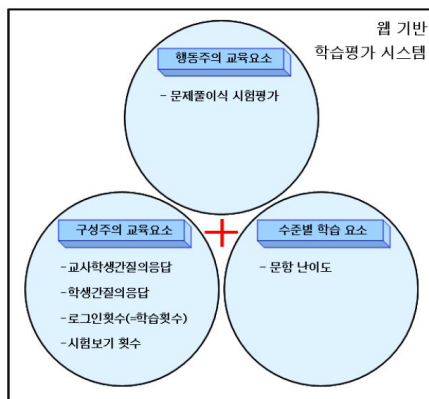 웹 기반
학습평가 시스템
행동주의 교육요소
- 문제풀이식 시험평가
구성주의 교육요소
- 교사학생간질의응답
- 학생간질의응답
- 로그인횟수(=학습횟수)
- 시험보기 횟수
수준별 학습 요소
- 문항 난이도